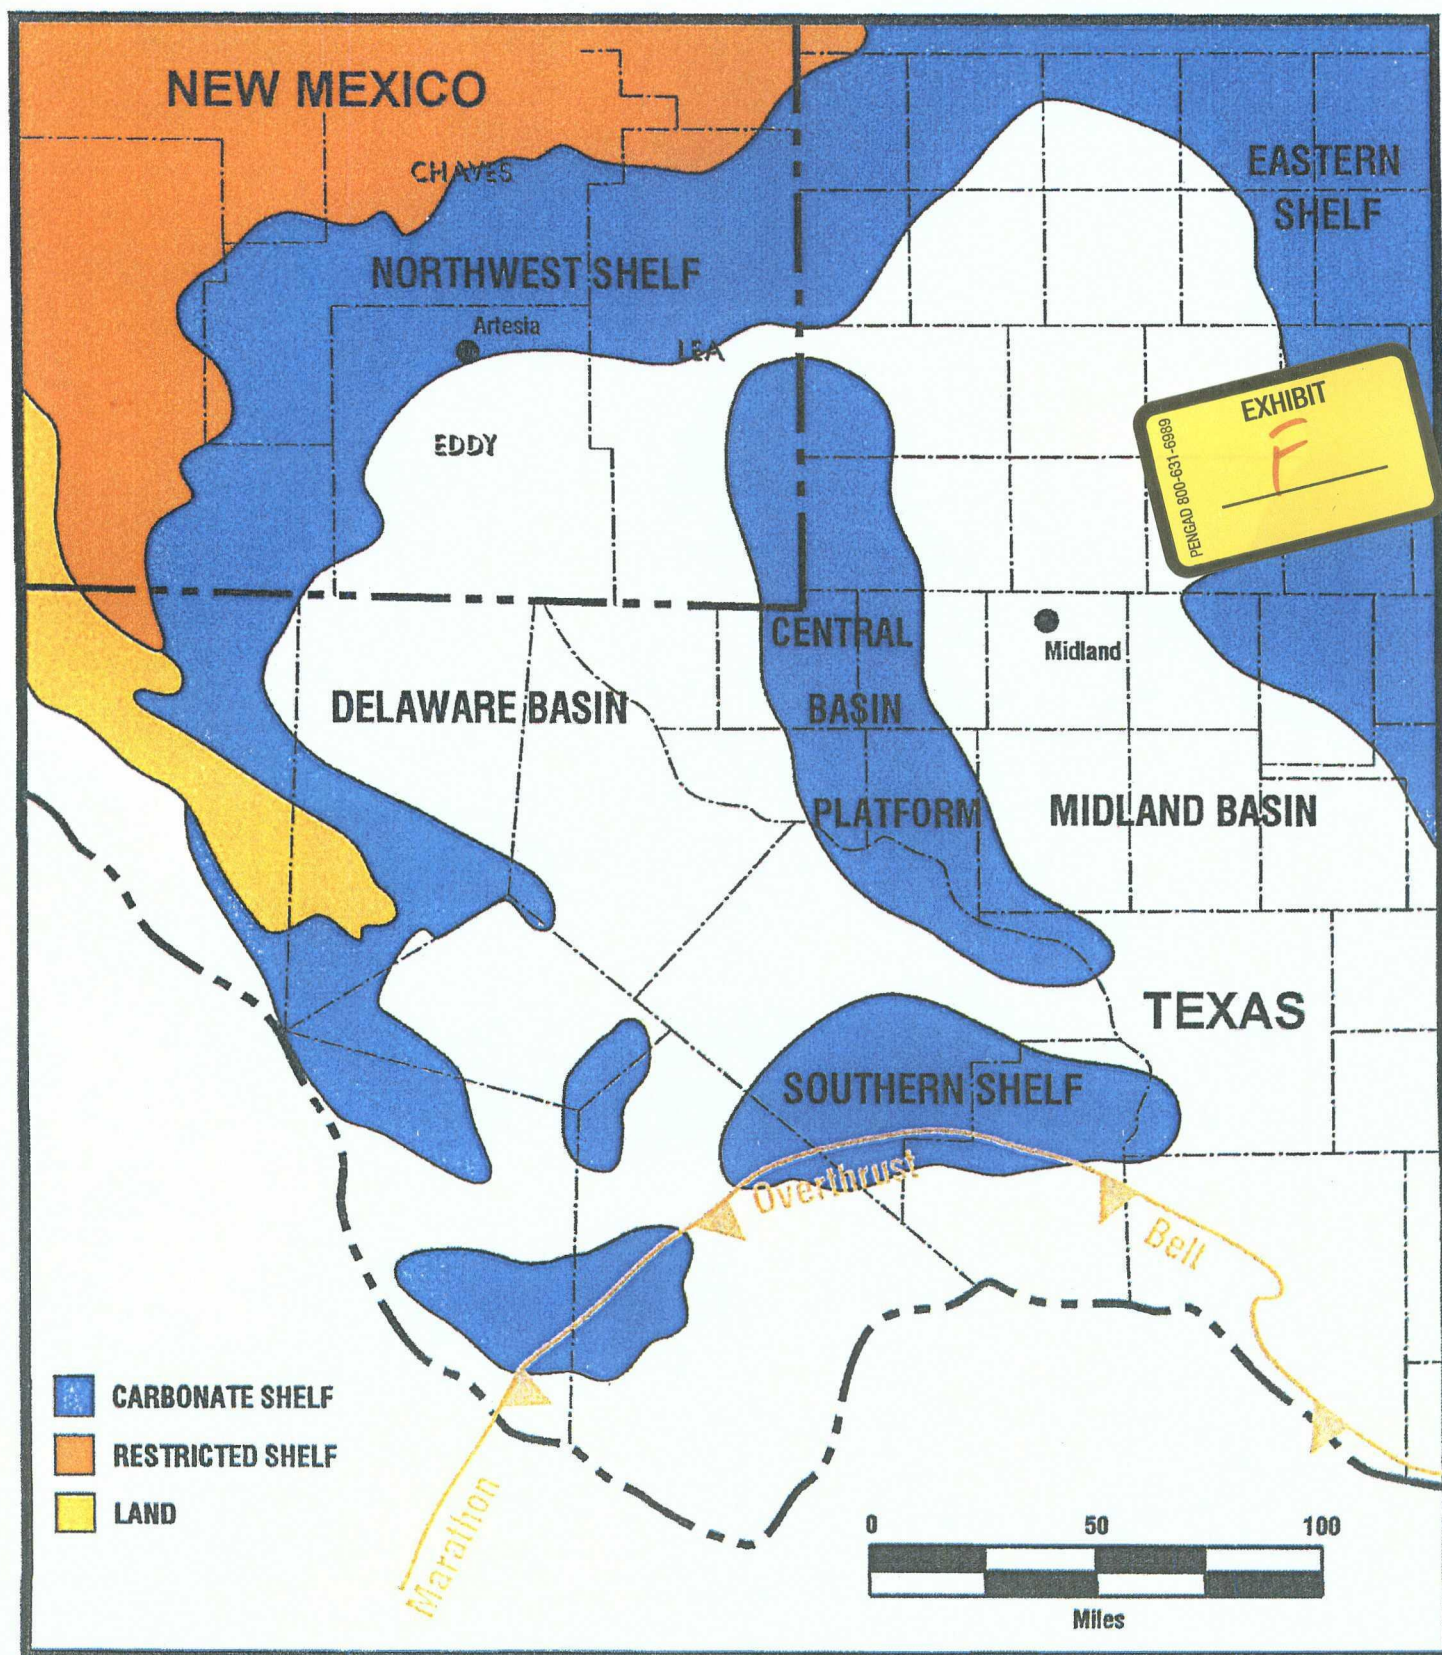 NEW MEXICO
CHAVES
EASTERN
SHELF
NORTHWEST SHELF
Artesia
LEA
EXHIBIT
F
PENGAD 800-631-6989
EDDY
CENTRAL
BASIN
PLATFORM
Midland
DELAWARE BASIN
MIDLAND BASIN
TEXAS
SOUTHERN SHELF
Marathon
Overthrust
Belt
CARBONATE SHELF
RESTRICTED SHELF
LAND
0 50 100
Miles